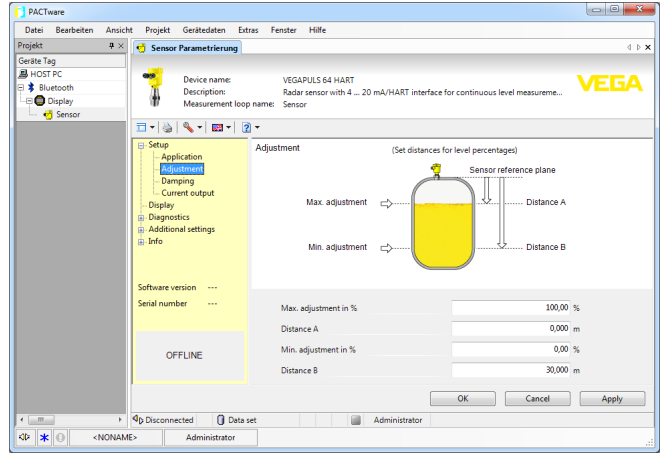 PACTware
Datei Bearbeiten Ansicht Projekt Gerätedaten Extras Fenster Hilfe
Projekt
Sensor Parametrierung
Geräte Tag
HOST PC
Bluetooth
Display
Sensor
Device name: VEGAPULS 64 HART
Description: Radar sensor with 4 ... 20 mA/HART interface for continuous level measureme...
Measurement loop name: Sensor
VEGA
Setup
Application
Adjustment
Damping
Current output
Display
Diagnostics
Additional settings
Info
Software version ---
Serial number ---
OFFLINE
Adjustment
(Set distances for level percentages)
Sensor reference plane
Max. adjustment
Distance A
Min. adjustment
Distance B
Max. adjustment in % 100,00 %
Distance A 0,000 m
Min. adjustment in % 0,00 %
Distance B 30,000 m
OK Cancel Apply
Disconnected Data set Administrator
<NONAME> Administrator